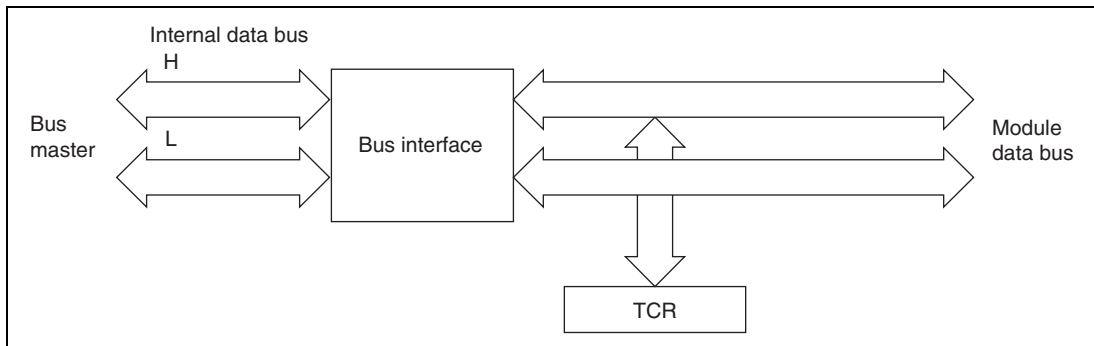 Internal data bus
H
Bus
master
L
Bus interface
Module
data bus
TCR